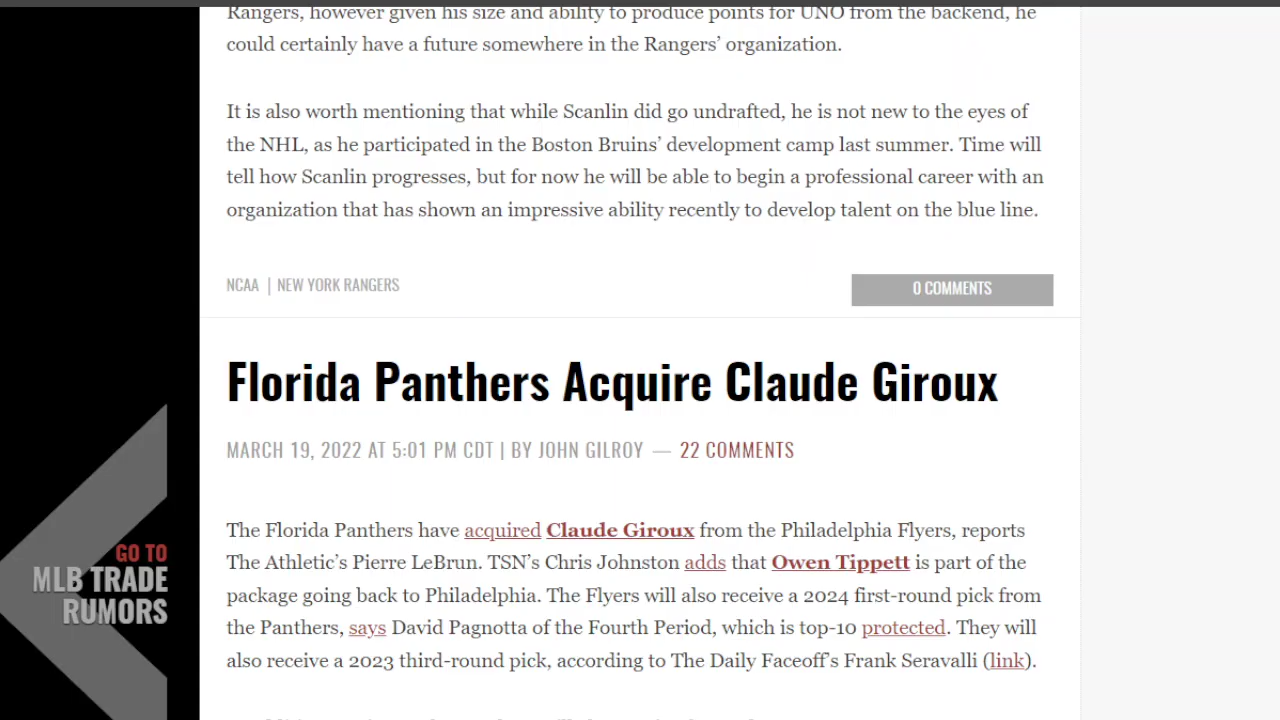 Rangers, however given his size and ability to produce points for UNO from the backend, he
could certainly have a future somewhere in the Rangers’ organization.
It is also worth mentioning that while Scanlin did go undrafted, he is not new to the eyes of
the NHL, as he participated in the Boston Bruins’ development camp last summer. Time will
tell how Scanlin progresses, but for now he will be able to begin a professional career with an
organization that has shown an impressive ability recently to develop talent on the blue line.
NCAA | NEW YORK RANGERS
0 COMMENTS
Florida Panthers Acquire Claude Giroux
MARCH 19, 2022 AT 5:01 PM CDT | BY JOHN GILROY — 22 COMMENTS
The Florida Panthers have acquired Claude Giroux from the Philadelphia Flyers, reports
The Athletic’s Pierre LeBrun. TSN’s Chris Johnston adds that Owen Tippett is part of the
package going back to Philadelphia. The Flyers will also receive a 2024 first-round pick from
the Panthers, says David Pagnotta of the Fourth Period, which is top-10 protected. They will
also receive a 2023 third-round pick, according to The Daily Faceoff’s Frank Seravalli (link).
GO TO
MLB TRADE
RUMORS